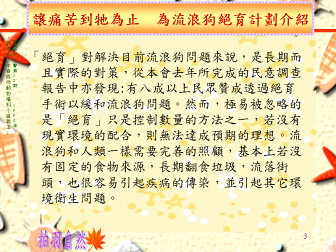 讓痛苦到牠為止　為流浪狗絕育計劃介紹
「絕育」對解決目前流浪狗問題來說，是長期而
且實際的對策，從本會去年所完成的民意調查
報告中亦發現:有八成以上民眾贊成透過絕育
手術以緩和流浪狗問題。然而，極易被忽略的
是「絕育」只是控制數量的方法之一，若沒有
現實環境的配合，則無法達成預期的理想。流
浪狗和人類一樣需要完善的照顧，基本上若沒
有固定的食物來源，長期翻食垃圾，流落街
頭，也很容易引起疾病的傳染，並引起其它環
境衛生問題。
拍羽自然
3